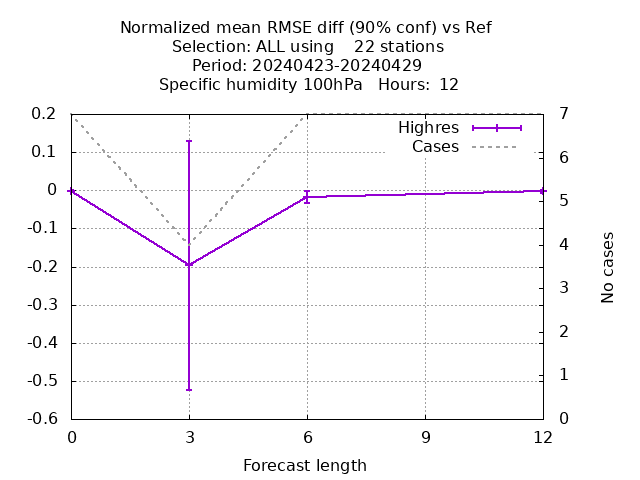 Normalized mean RMSE diff (90% conf) vs Ref
Selection: ALL using    22 stations
Period: 20240423-20240429
Specific humidity 100hPa   Hours:  12
Highres
Cases
0.2
0.1
0
-0.1
-0.2
-0.3
-0.4
-0.5
-0.6
7
6
5
4
3
2
1
0
No cases
0 3 6 9 12
Forecast length